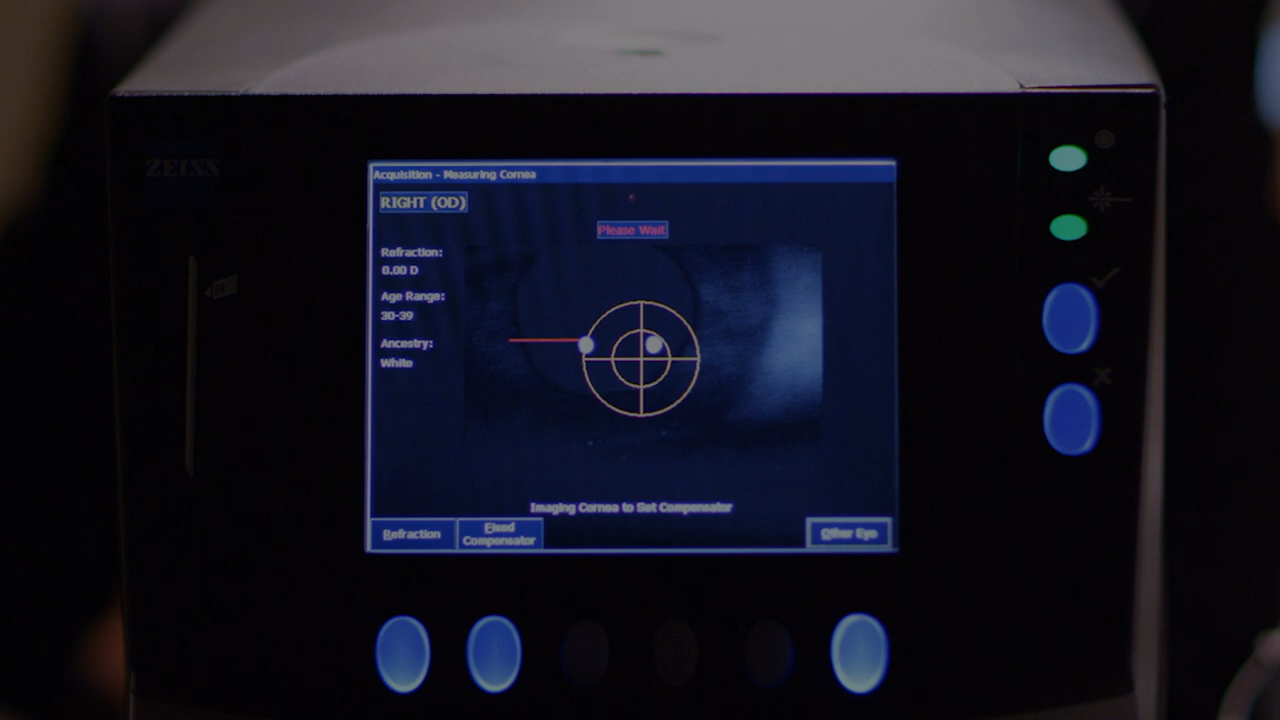 ZEISS
Acquisition - Measuring Cornea
RIGHT (OD)
Please Wait
Refraction:
0.00 D
Age Range:
30-39
Ancestry:
White
Imaging Cornea to Set Compensator
Refraction
Fixed
Compensator
Other Eye